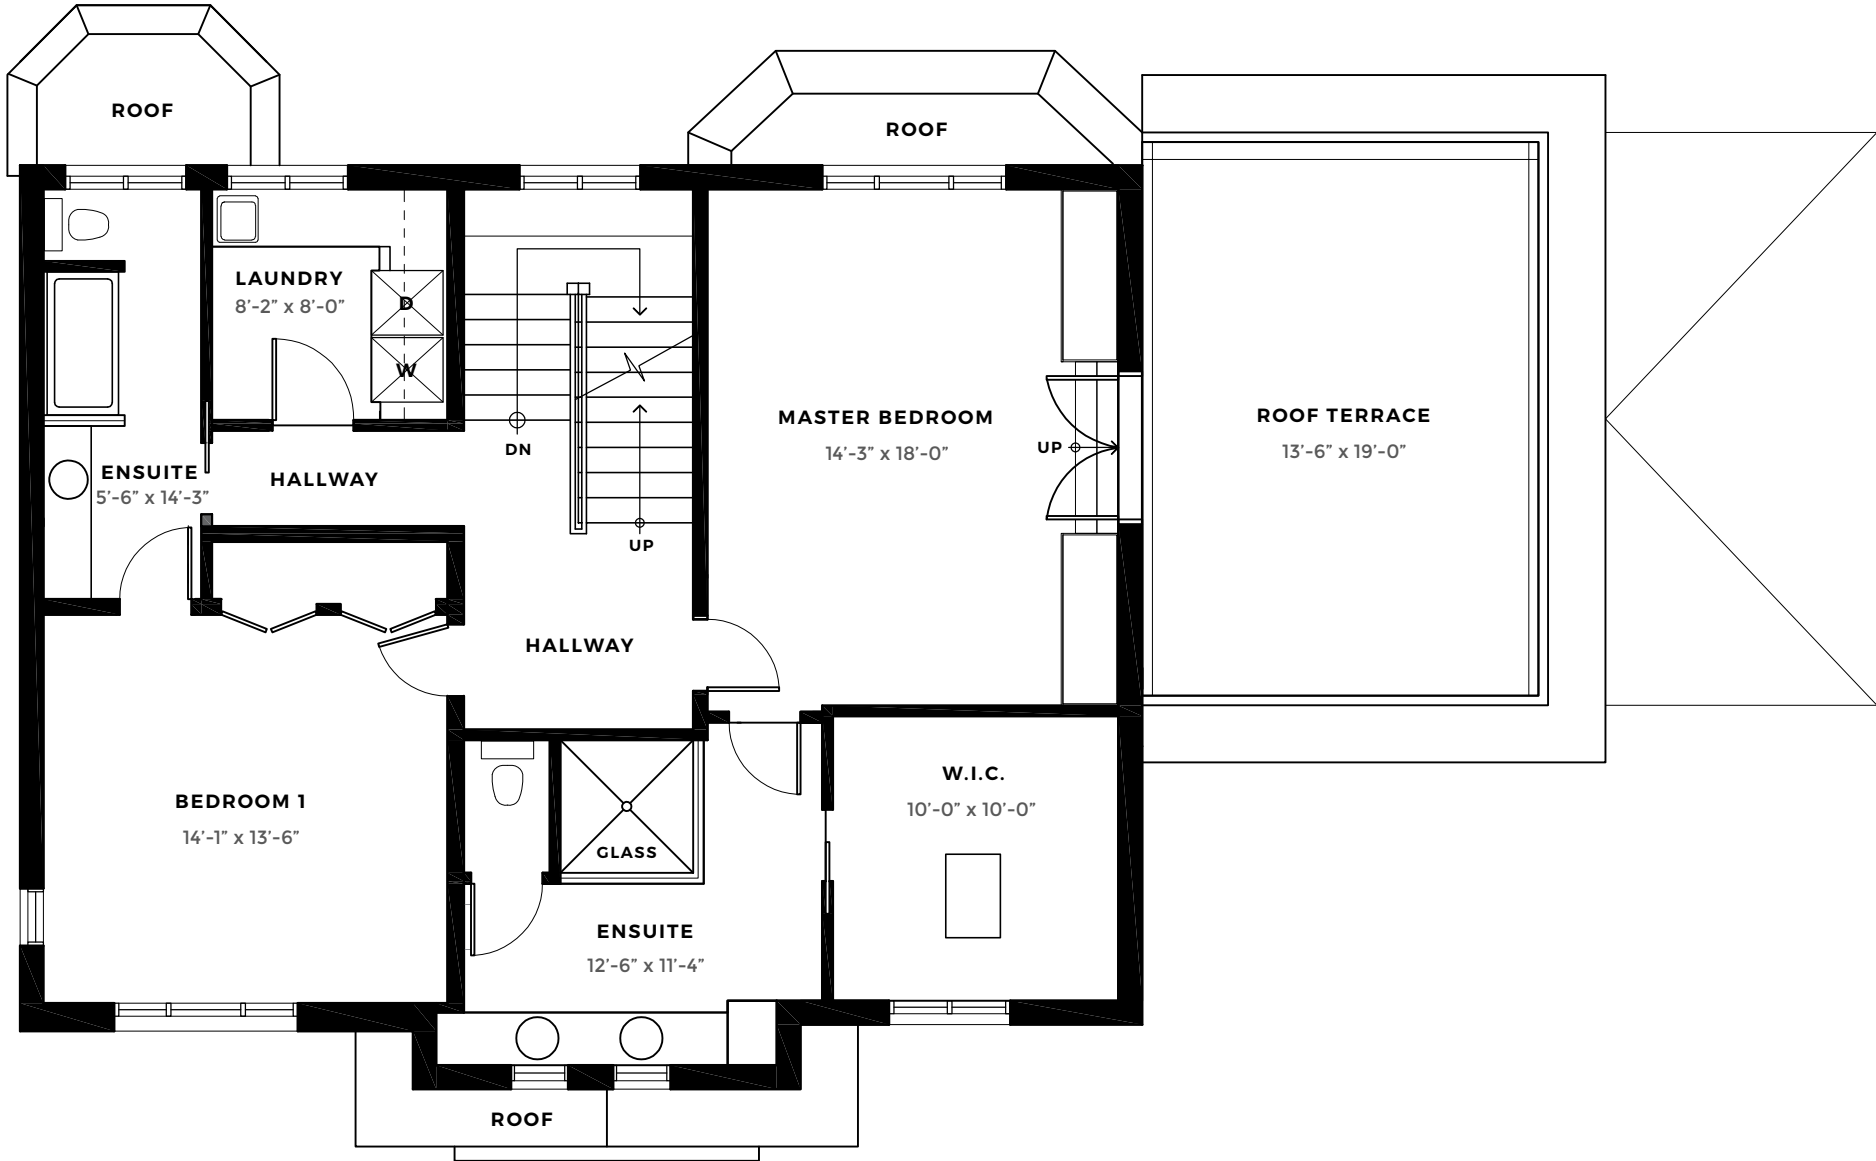 ROOF
ROOF
LAUNDRY
8'-2" x 8'-0"
D
W
DN
UP
MASTER BEDROOM
14'-3" x 18'-0"
UP
ROOF TERRACE
13'-6" x 19'-0"
ENSUITE
5'-6" x 14'-3"
HALLWAY
HALLWAY
BEDROOM 1
14'-1" x 13'-6"
GLASS
W.I.C.
10'-0" x 10'-0"
ENSUITE
12'-6" x 11'-4"
ROOF